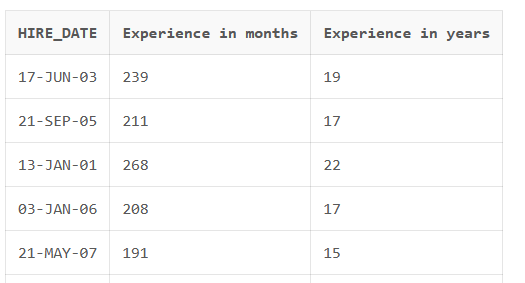 HIRE_DATE Experience in months Experience in years
17-JUN-03 239 19
21-SEP-05 211 17
13-JAN-01 268 22
03-JAN-06 208 17
21-MAY-07 191 15